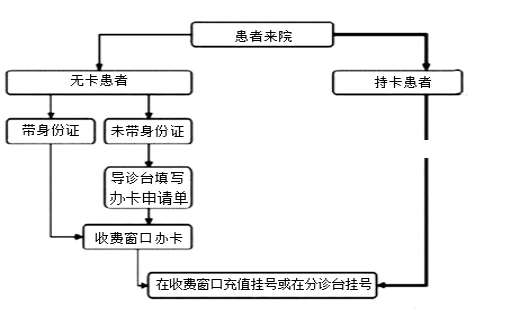 患者来院
无卡患者
持卡患者
带身份证
未带身份证
导诊台填写
办卡申请单
收费窗口办卡
在收费窗口充值挂号或在分诊台挂号